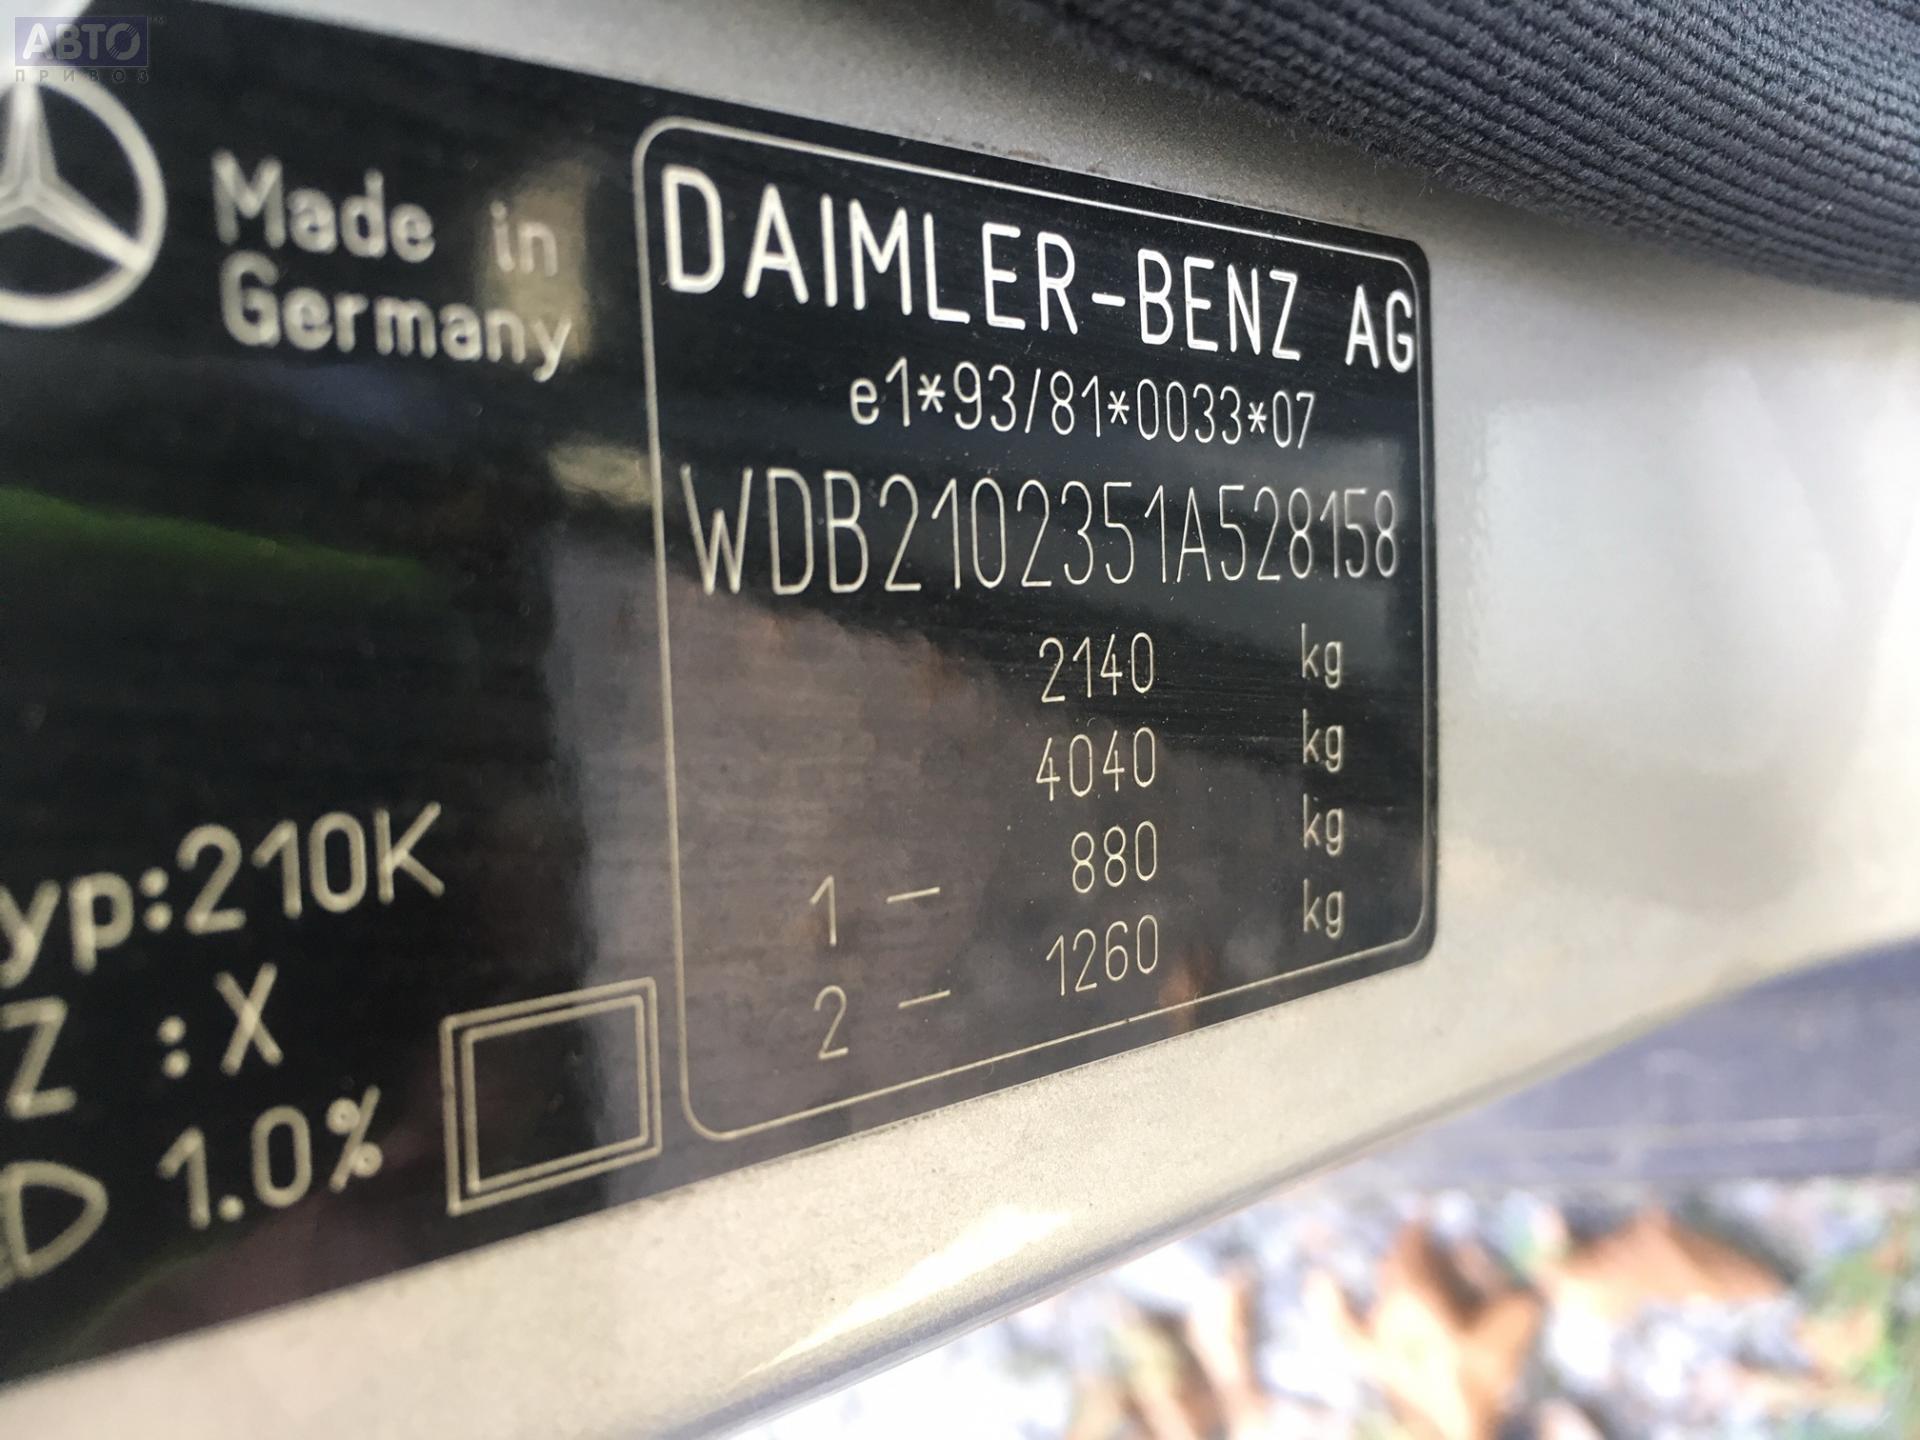 АВТО
ПРИВОЗ
Made in
Germany
DAIMLER-BENZ AG
e1*93/81*0033*07
WDB2102351A528158
2140 kg
4040 kg
1 - 880 kg
2 - 1260 kg
yp:210K
Z :X
1.0%